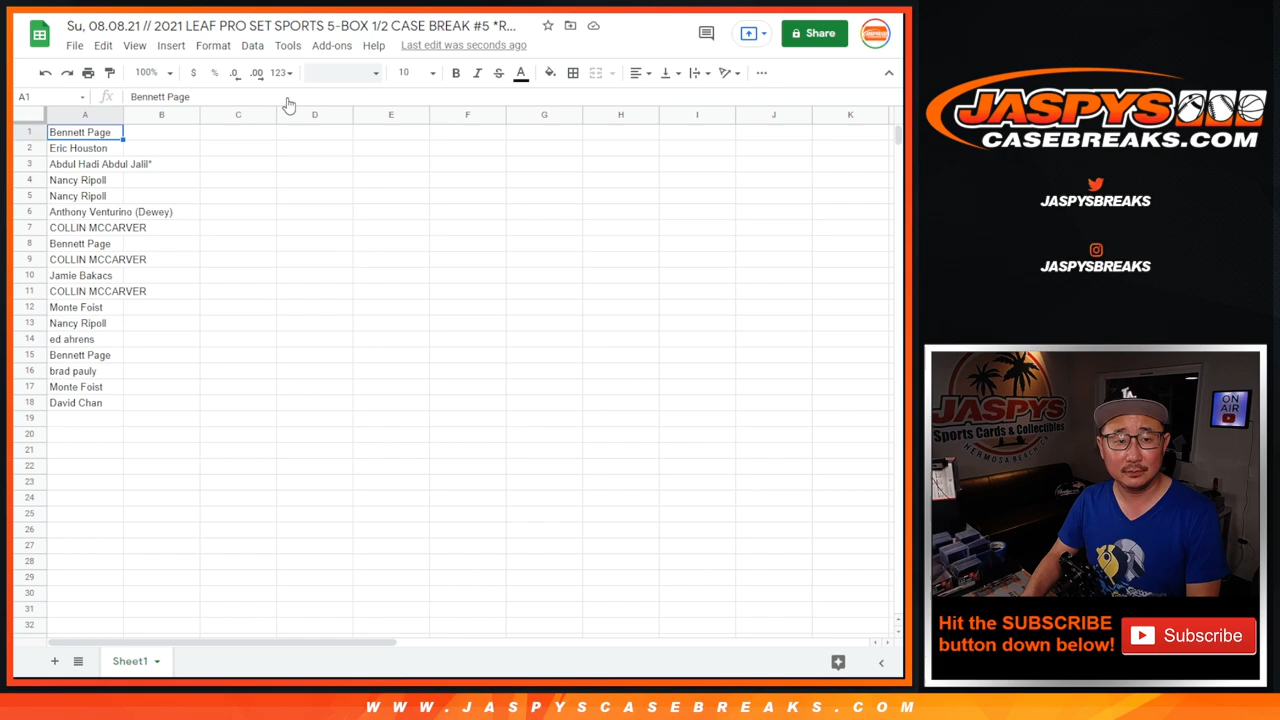 Su, 08.08.21 // 2021 LEAF PRO SET SPORTS 5-BOX 1/2 CASE BREAK #5 *R...
Share
File Edit View Insert Format Data Tools Add-ons Help Last edit was seconds ago
100% $ % .0 .00 123 10 B I S A
A1 fx Bennett Page
A B C D E F G H I J K
1 Bennett Page
2 Eric Houston
3 Abdul Hadi Abdul Jalil*
4 Nancy Ripoll
5 Nancy Ripoll
6 Anthony Venturino (Dewey)
7 COLLIN MCCARVER
8 Bennett Page
9 COLLIN MCCARVER
10 Jamie Bakacs
11 COLLIN MCCARVER
12 Monte Foist
13 Nancy Ripoll
14 ed ahrens
15 Bennett Page
16 brad pauly
17 Monte Foist
18 David Chan
19
20
21
22
23
24
25
26
27
28
29
30
31
32
Sheet1
JASPYS
CASEBREAKS.COM
JASPYSBREAKS
JASPYSBREAKS
JASPYS
Sports Cards & Collectibles
HERMOSA BEACH, CA
ON
AIR
LA
Hit the SUBSCRIBE
button down below!
Subscribe
WWW.JASPYSCASEBREAKS.COM